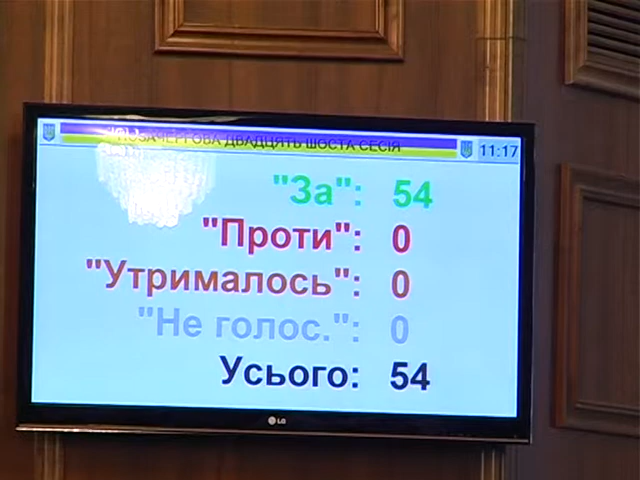 ПОЗАЧЕРГОВА ДВАДЦЯТЬ ШОСТА СЕСІЯ
11:17
"За": 54
"Проти": 0
"Утрималось": 0
"Не голос.": 0
Усього: 54
LG